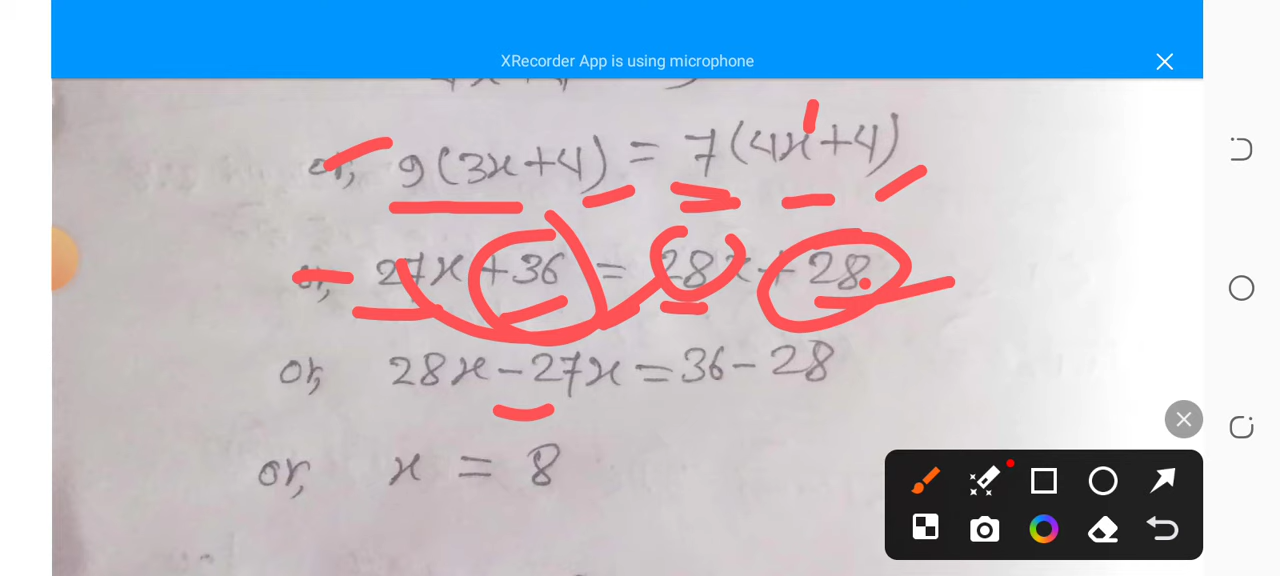 XRecorder App is using microphone
or, 9(3x+4) = 7(4x+4)
or, 27x+36 = 28x+28
or, 28x-27x=36-28
or, x = 8